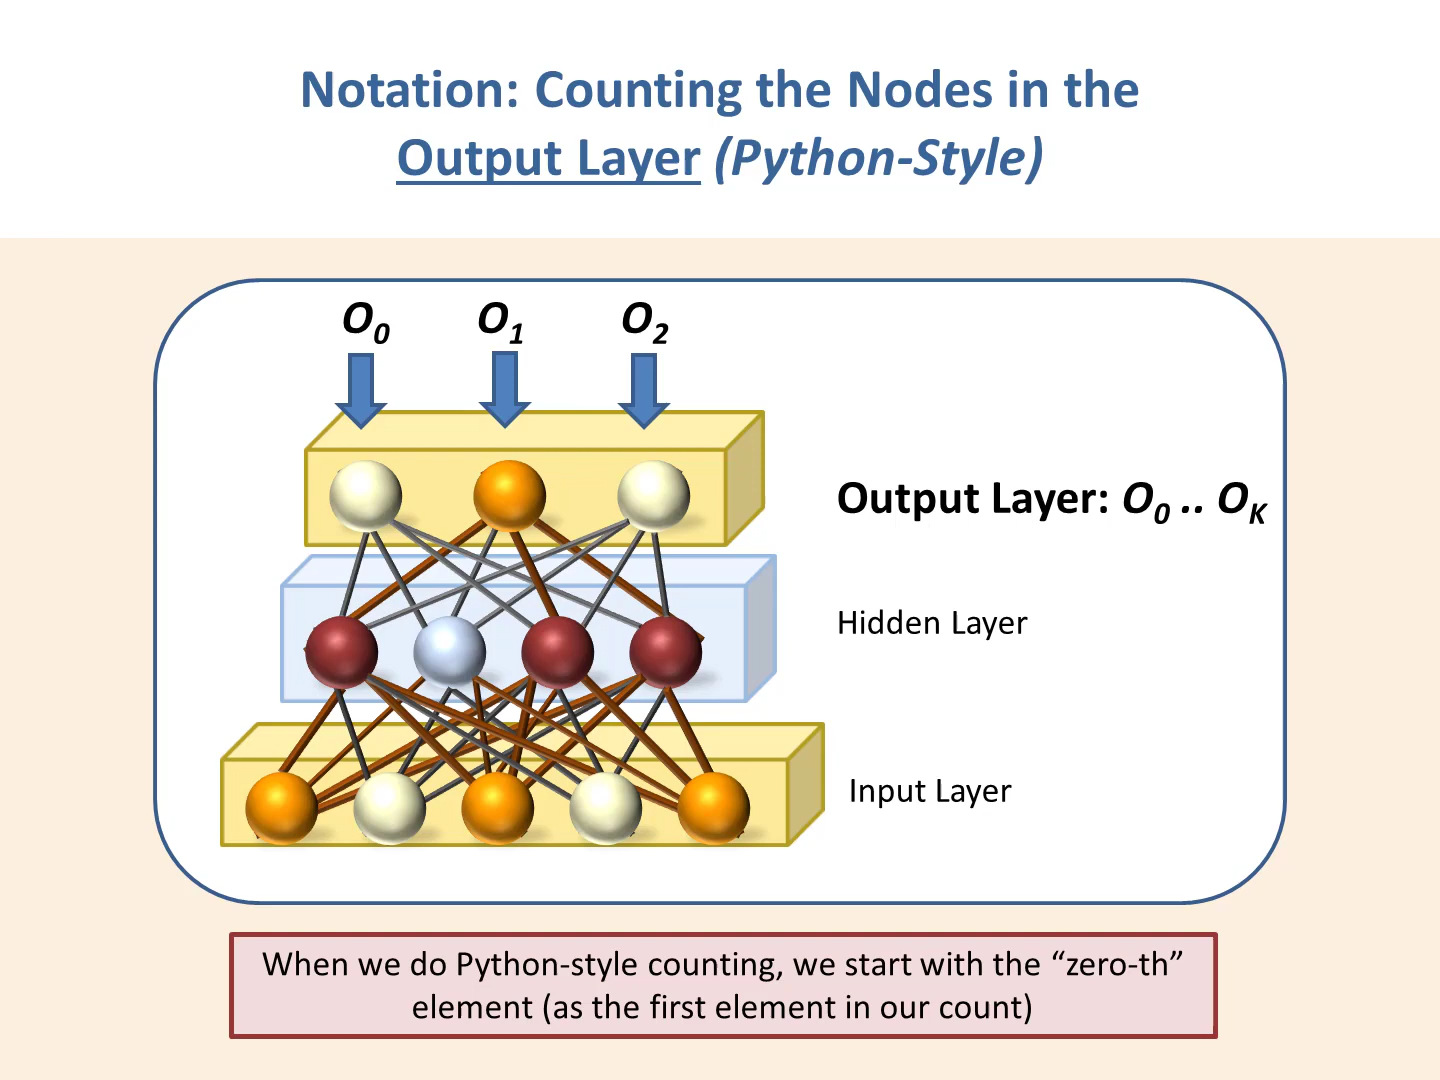 Notation: Counting the Nodes in the
Output Layer (Python-Style)
O0 O1 O2
Output Layer: O0 .. OK
Hidden Layer
Input Layer
When we do Python-style counting, we start with the “zero-th”
element (as the first element in our count)